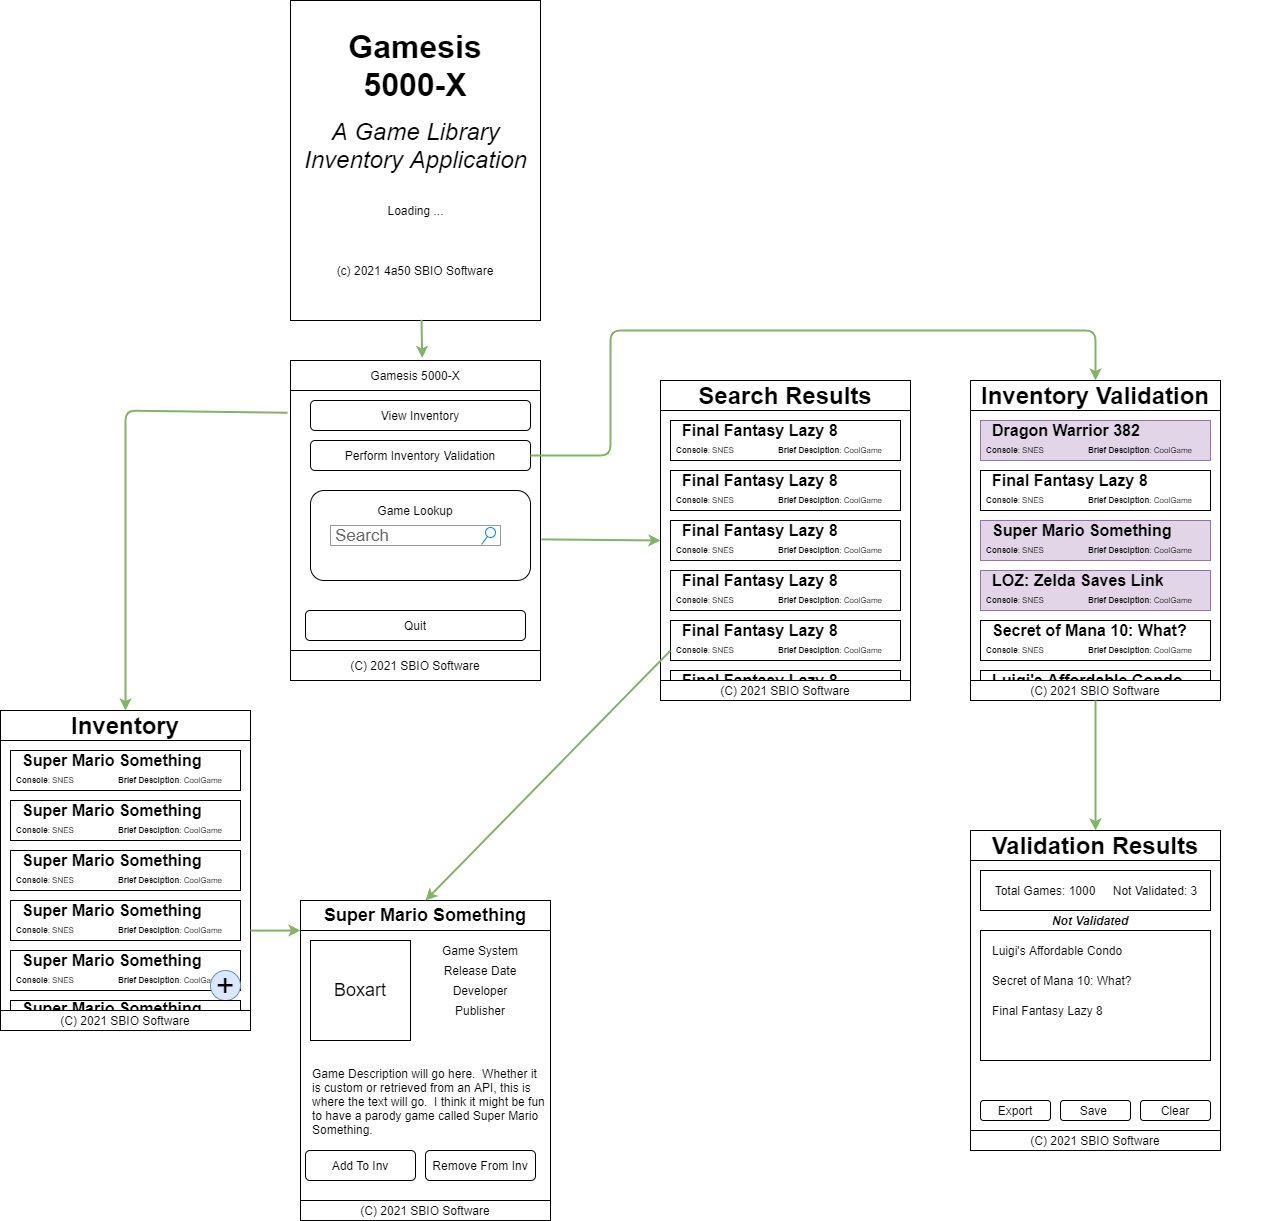 Gamesis
5000-X
A Game Library
Inventory Application
Loading ...
(c) 2021 4a50 SBIO Software
Gamesis 5000-X
View Inventory
Perform Inventory Validation
Game Lookup
Search
Quit
(C) 2021 SBIO Software
Search Results
Final Fantasy Lazy 8
Console: SNES Brief Desciption: CoolGame
Final Fantasy Lazy 8
Console: SNES Brief Desciption: CoolGame
Final Fantasy Lazy 8
Console: SNES Brief Desciption: CoolGame
Final Fantasy Lazy 8
Console: SNES Brief Desciption: CoolGame
Final Fantasy Lazy 8
Console: SNES Brief Desciption: CoolGame
Final Fantasy Lazy 8
(C) 2021 SBIO Software
Inventory Validation
Dragon Warrior 382
Console: SNES Brief Desciption: CoolGame
Final Fantasy Lazy 8
Console: SNES Brief Desciption: CoolGame
Super Mario Something
Console: SNES Brief Desciption: CoolGame
LOZ: Zelda Saves Link
Console: SNES Brief Desciption: CoolGame
Secret of Mana 10: What?
Console: SNES Brief Desciption: CoolGame
Luigi's Affordable Condo
(C) 2021 SBIO Software
Inventory
Super Mario Something
Console: SNES Brief Desciption: CoolGame
Super Mario Something
Console: SNES Brief Desciption: CoolGame
Super Mario Something
Console: SNES Brief Desciption: CoolGame
Super Mario Something
Console: SNES Brief Desciption: CoolGame
Super Mario Something
Console: SNES Brief Desciption: CoolGa
+
Super Mario Something
(C) 2021 SBIO Software
Super Mario Something
Boxart
Game System
Release Date
Developer
Publisher
Game Description will go here. Whether it
is custom or retrieved from an API, this is
where the text will go. I think it might be fun
to have a parody game called Super Mario
Something.
Add To Inv
Remove From Inv
(C) 2021 SBIO Software
Validation Results
Total Games: 1000 Not Validated: 3
Not Validated
Luigi's Affordable Condo
Secret of Mana 10: What?
Final Fantasy Lazy 8
Export
Save
Clear
(C) 2021 SBIO Software